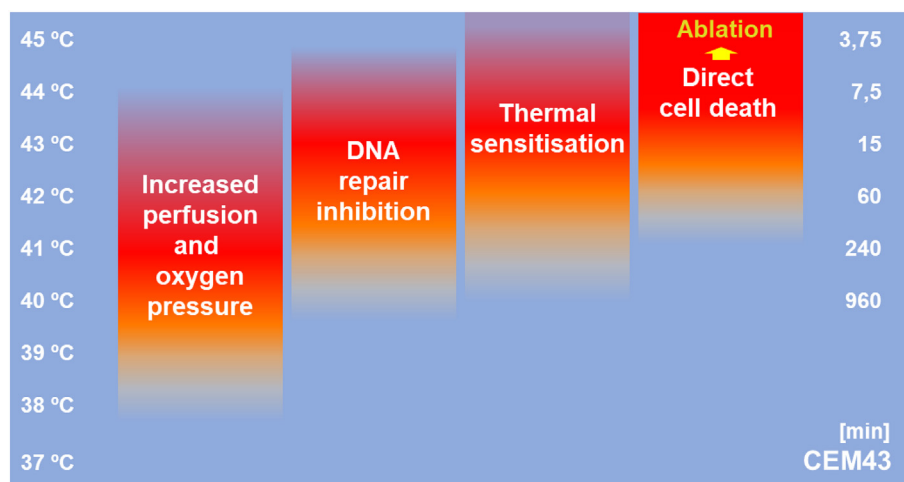 45 ºC
44 ºC
43 ºC
42 ºC
41 ºC
40 ºC
39 ºC
38 ºC
37 ºC
Increased
perfusion
and
oxygen
pressure
DNA
repair
inhibition
Thermal
sensitisation
Ablation
Direct
cell death
3,75
7,5
15
60
240
960
[min]
CEM43